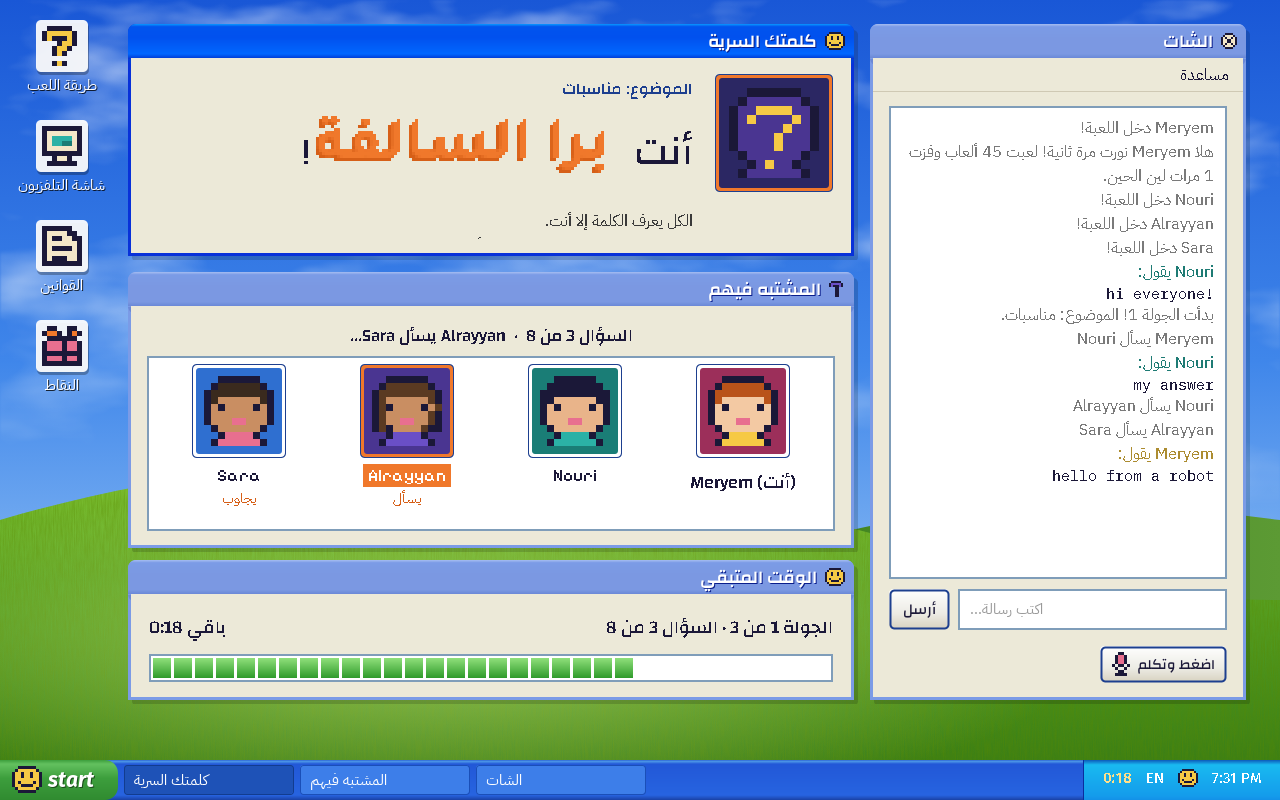 طريقة اللعب
شاشة التلفزيون
القوانين
النقاط
كلمتك السرية
الموضوع: مناسبات
أنت برا السالفة!
الكل يعرف الكلمة إلا أنت.
المشتبه فيهم
السؤال 3 من 8 · Alrayyan يسأل Sara...
Meryem (أنت)
Nouri
Alrayyan
يسأل
Sara
يجاوب
الوقت المتبقي
الجولة 1 من 3 · السؤال 3 من 8
باقي 0:18
الشات
مساعدة
Meryem دخل اللعبة!
هلا Meryem نورت مرة ثانية! لعبت 45 ألعاب وفزت
1 مرات لين الحين.
Nouri دخل اللعبة!
Alrayyan دخل اللعبة!
Sara دخل اللعبة!
Nouri يقول:
hi everyone!
بدأت الجولة 1! الموضوع: مناسبات.
Meryem يسأل Nouri
Nouri يقول:
my answer
Nouri يسأل Alrayyan
Alrayyan يسأل Sara
Meryem يقول:
hello from a robot
اكتب رسالة...
أرسل
اضغط وتكلم
start
كلمتك السرية
المشتبه فيهم
الشات
0:18
EN
7:31 PM